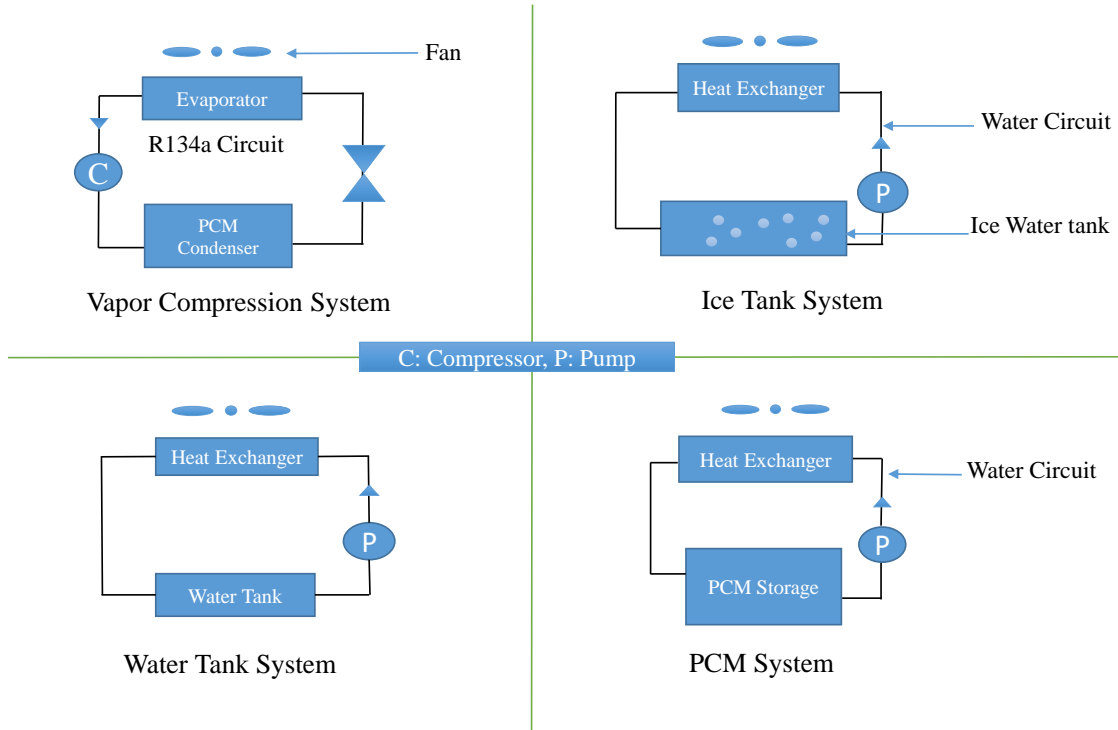 Fan
Evaporator
R134a Circuit
C
PCM
Condenser
Vapor Compression System
Heat Exchanger
Water Circuit
P
Ice Water tank
Ice Tank System
C: Compressor, P: Pump
Heat Exchanger
P
Water Tank
Water Tank System
Heat Exchanger
Water Circuit
P
PCM Storage
PCM System